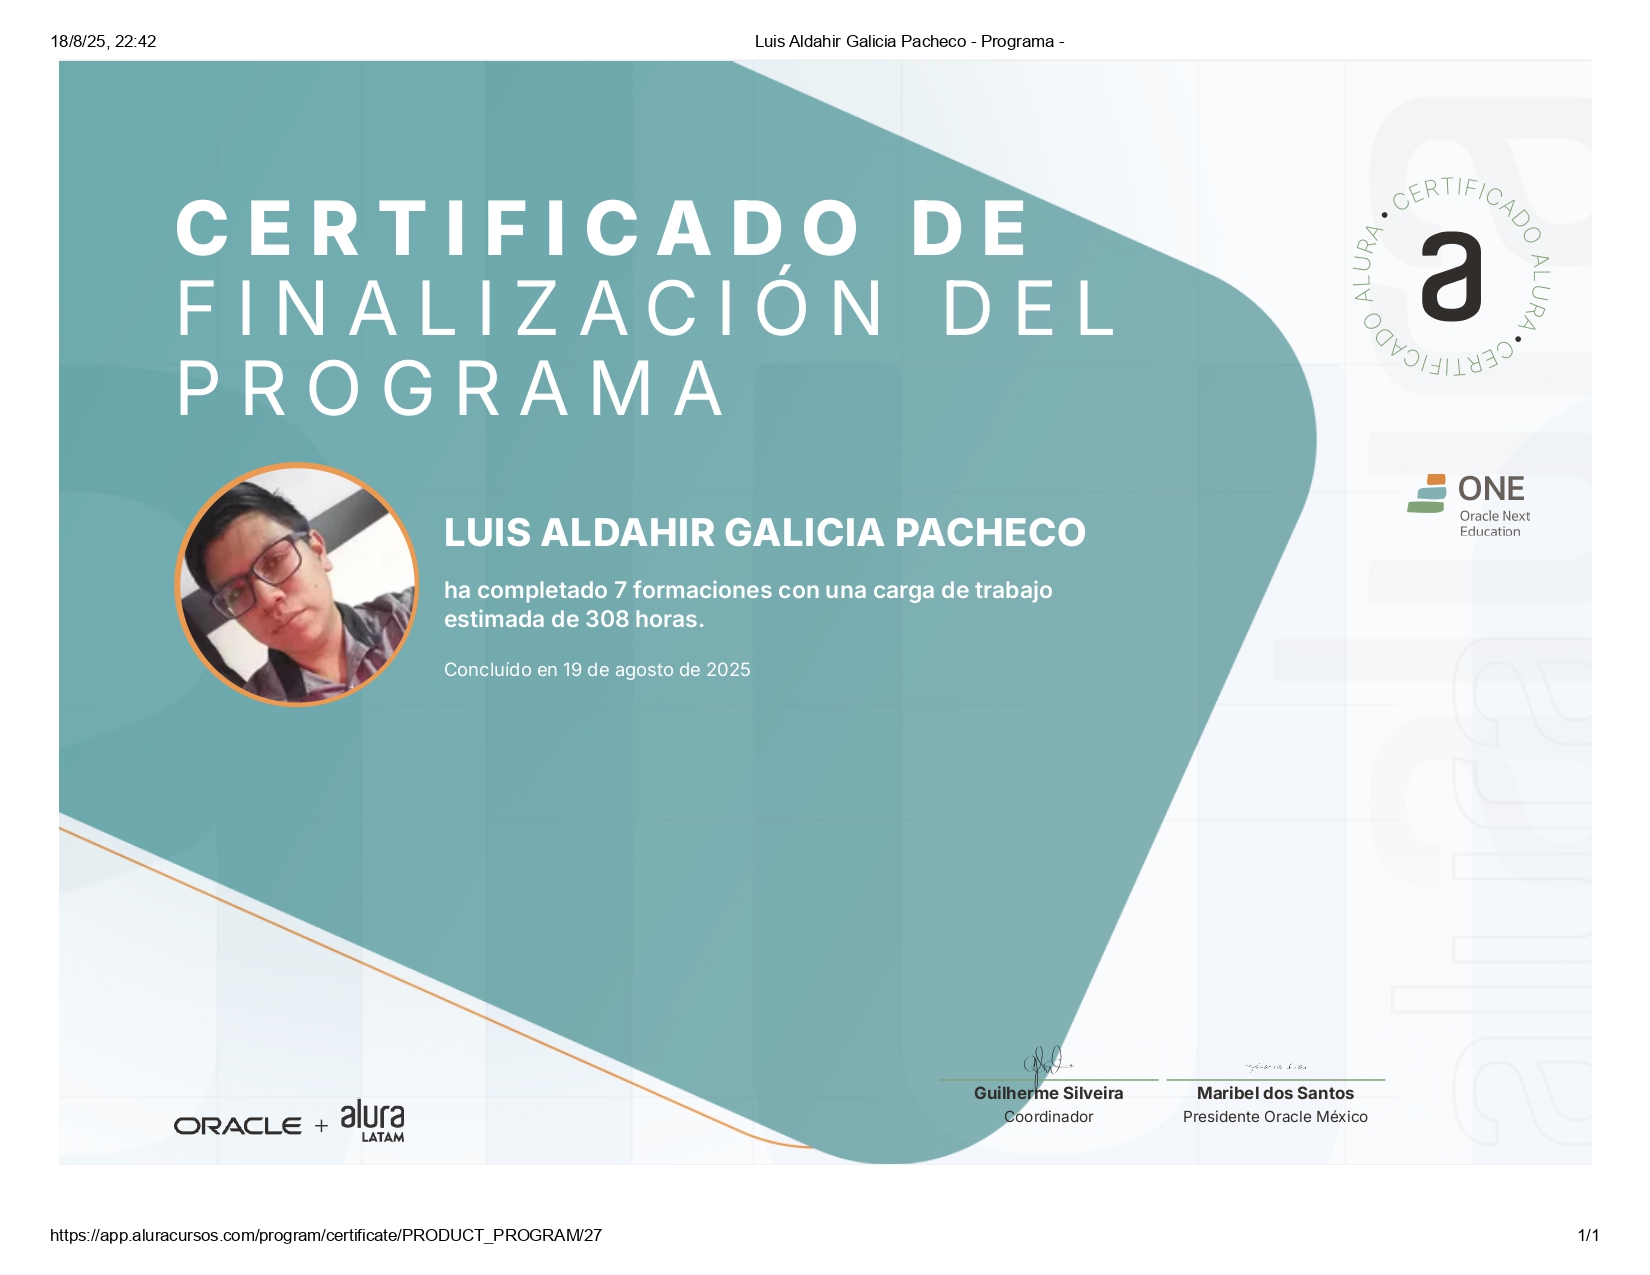 18/8/25, 22:42
Luis Aldahir Galicia Pacheco - Programa -
CERTIFICADO DE
FINALIZACIÓN DEL
PROGRAMA
• CERTIFICADO ALURA • CERTIFICADO ALURA
a
ONE
Oracle Next
Education
LUIS ALDAHIR GALICIA PACHECO
ha completado 7 formaciones con una carga de trabajo
estimada de 308 horas.
Concluído en 19 de agosto de 2025
alura
alura
Guilherme Silveira
Coordinador
Maribel dos Santos
Presidente Oracle México
ORACLE + alura
LATAM
https://app.aluracursos.com/program/certificate/PRODUCT_PROGRAM/27
1/1